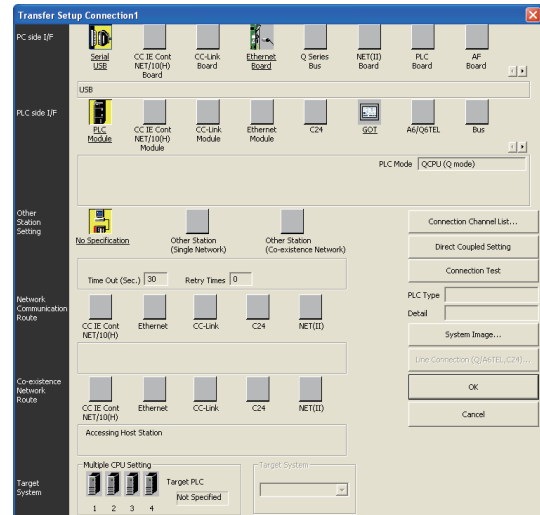 Transfer Setup Connection1
PC side I/F
Serial USB
CC IE Cont NET/10(H) Board
CC-Link Board
Ethernet Board
Q Series Bus
NET(II) Board
PLC Board
AF Board
USB
PLC side I/F
PLC Module
CC IE Cont NET/10(H) Module
CC-Link Module
Ethernet Module
C24
GOT
A6/Q6TEL
Bus
PLC Mode
QCPU (Q mode)
Other Station Setting
No Specification
Other Station (Single Network)
Other Station (Co-existence Network)
Time Out (Sec.)
30
Retry Times
0
Connection Channel List...
Direct Coupled Setting
Connection Test
PLC Type
Detail
System Image...
Line Connection (Q/A6TEL,C24)...
OK
Cancel
Network Communication Route
CC IE Cont NET/10(H)
Ethernet
CC-Link
C24
NET(II)
Co-existence Network Route
CC IE Cont NET/10(H)
Ethernet
CC-Link
C24
NET(II)
Accessing Host Station
Target System
Multiple CPU Setting
1 2 3 4
Target PLC
Not Specified
Target System